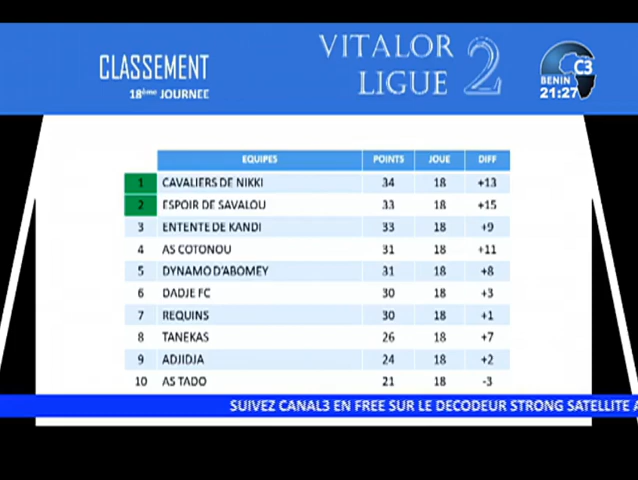 CLASSEMENT
18ème JOURNEE
VITALOR
LIGUE 2
C3
BENIN
21:27
EQUIPES POINTS JOUE DIFF
1 CAVALIERS DE NIKKI 34 18 +13
2 ESPOIR DE SAVALOU 33 18 +15
3 ENTENTE DE KANDI 33 18 +9
4 AS COTONOU 31 18 +11
5 DYNAMO D'ABOMEY 31 18 +8
6 DADJE FC 30 18 +3
7 REQUINS 30 18 +1
8 TANEKAS 26 18 +7
9 ADJIDJA 24 18 +2
10 AS TADO 21 18 -3
SUIVEZ CANAL3 EN FREE SUR LE DECODEUR STRONG SATELLITE A